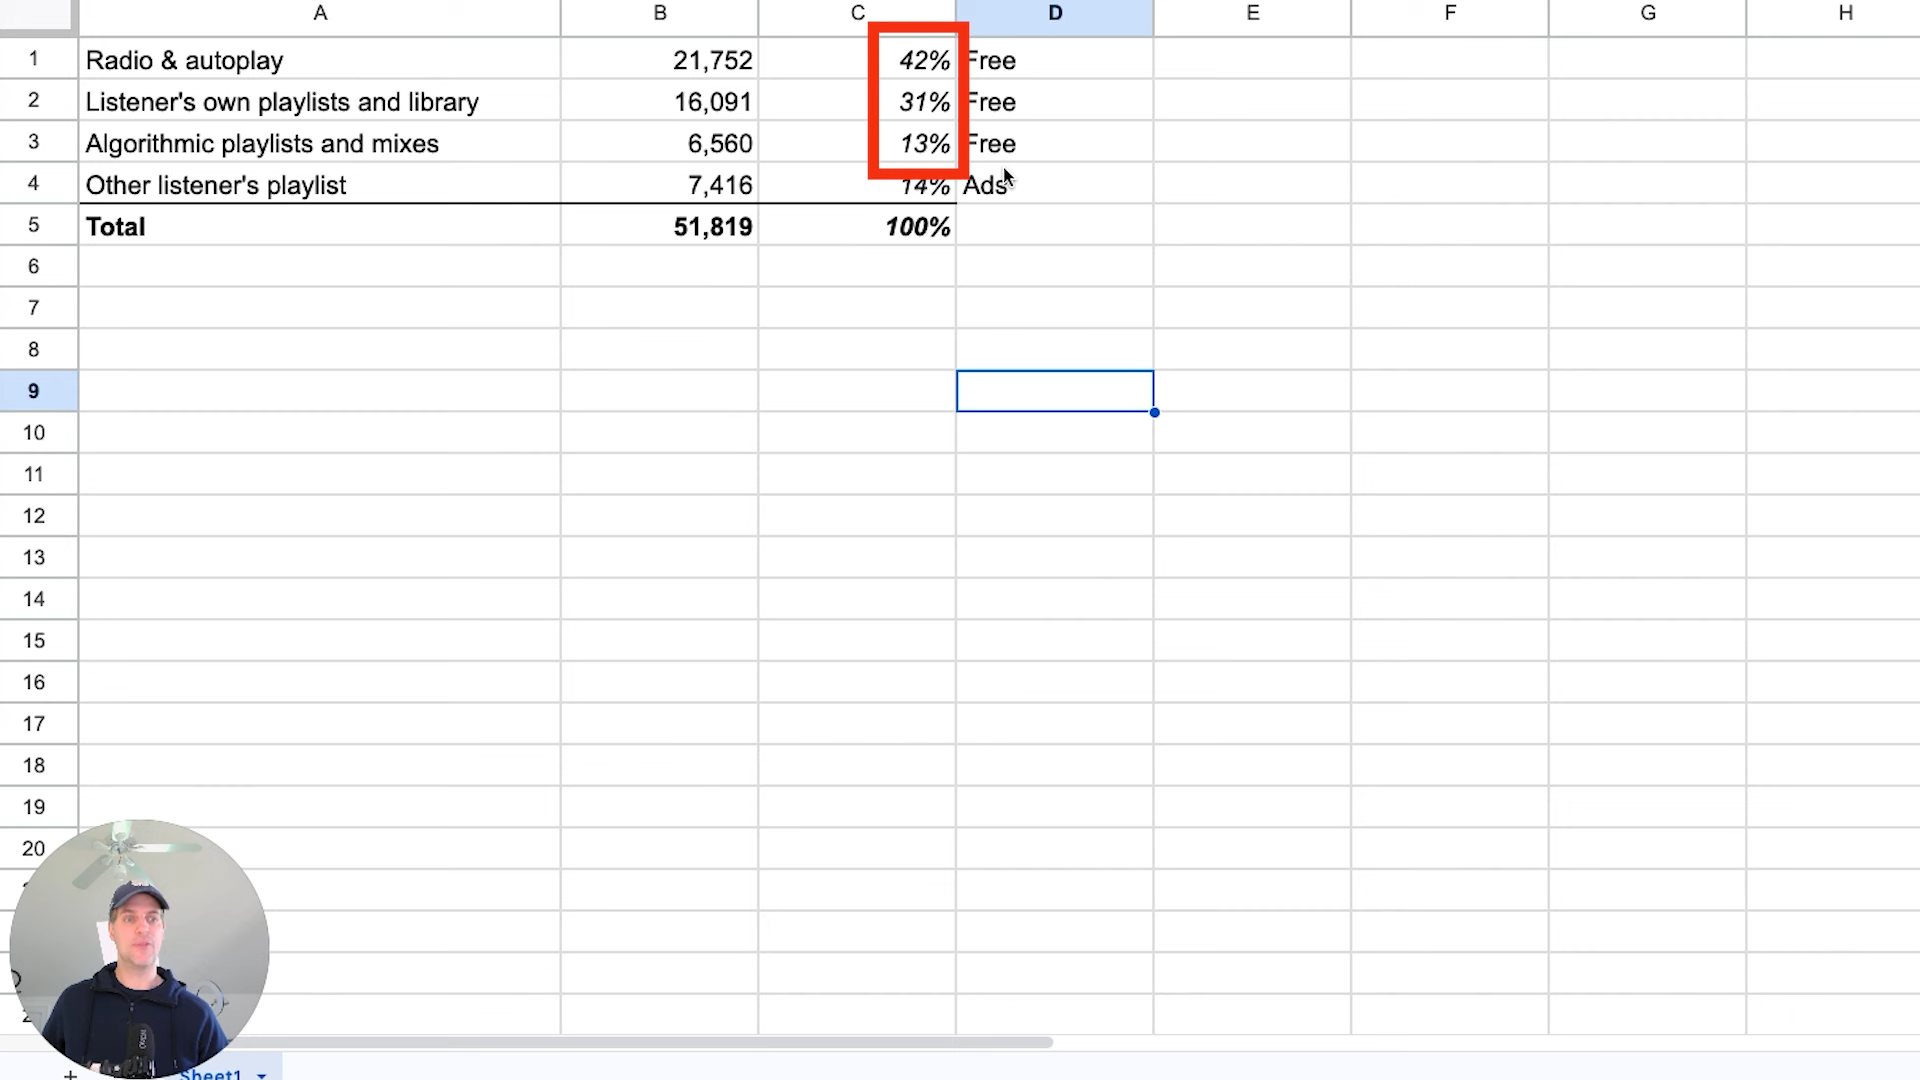 A B C D E F G H
1 Radio & autoplay 21,752 42% Free
2 Listener's own playlists and library 16,091 31% Free
3 Algorithmic playlists and mixes 6,560 13% Free
4 Other listener's playlist 7,416 14% Ads
5 Total 51,819 100%
6
7
8
9
10
11
12
13
14
15
16
17
18
19
20
+ Sheet1